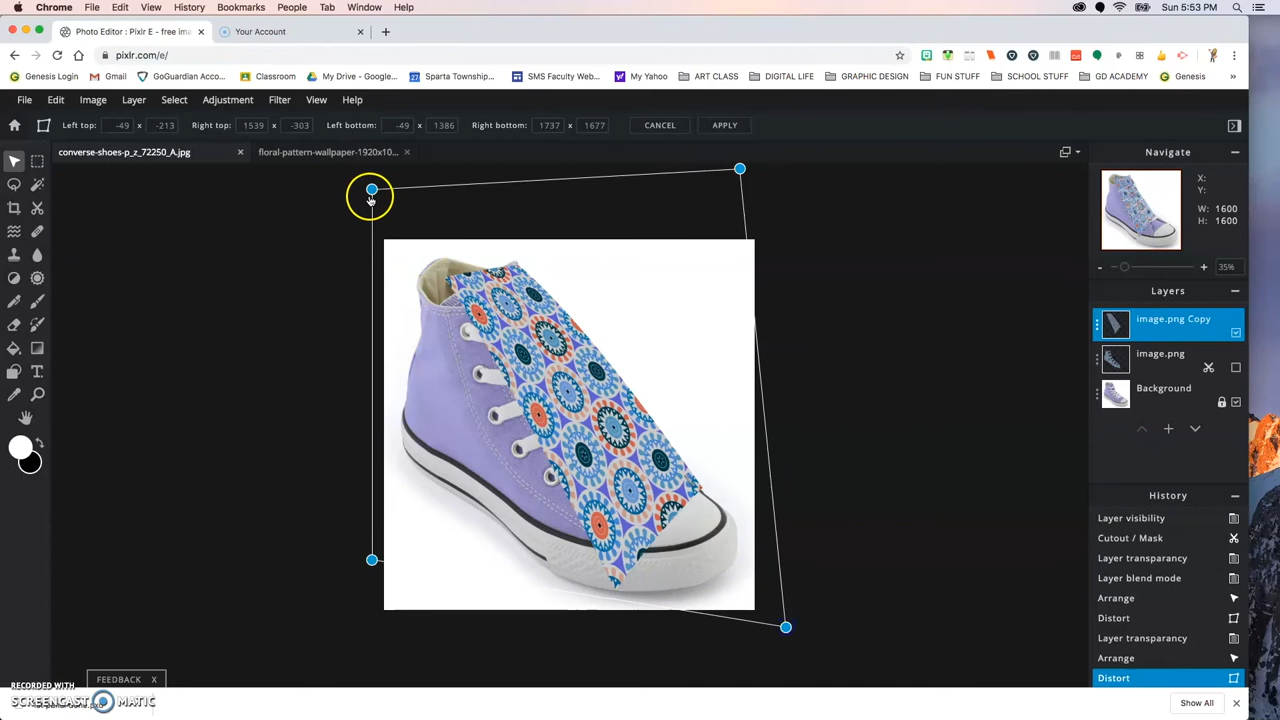 Chrome File Edit View History Bookmarks People Tab Window Help Sun 5:53 PM
Photo Editor : Pixlr E - free ima Your Account
pixlr.com/e/
Genesis Login Gmail GoGuardian Acco... Classroom My Drive - Google... Sparta Township... SMS Faculty Web... My Yahoo ART CLASS DIGITAL LIFE GRAPHIC DESIGN FUN STUFF SCHOOL STUFF GD ACADEMY Genesis »
File Edit Image Layer Select Adjustment Filter View Help
Left top: -49 x -213 Right top: 1539 x -303 Left bottom: -49 x 1386 Right bottom: 1737 x 1677 CANCEL APPLY
converse-shoes-p_z_72250_A.jpg floral-pattern-wallpaper-1920x10... Navigate
X:
Y:
W: 1600
H: 1600
35%
Layers
image.png Copy
image.png
Background
History
Layer visibility
Cutout / Mask
Layer transparency
Layer blend mode
Arrange
Distort
Layer transparency
Arrange
Distort
FEEDBACK X
RECORDED WITH
SCREENCAST MATIC
Show All